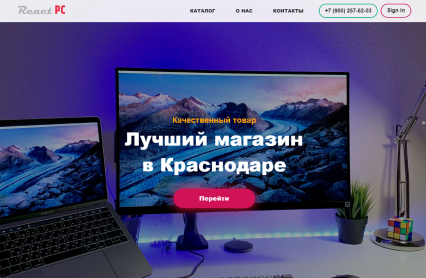 React PC
КАТАЛОГ О НАС КОНТАКТЫ +7 (900) 257-62-03 Sign in
Качественный товар
Лучший магазин
в Краснодаре
Перейти